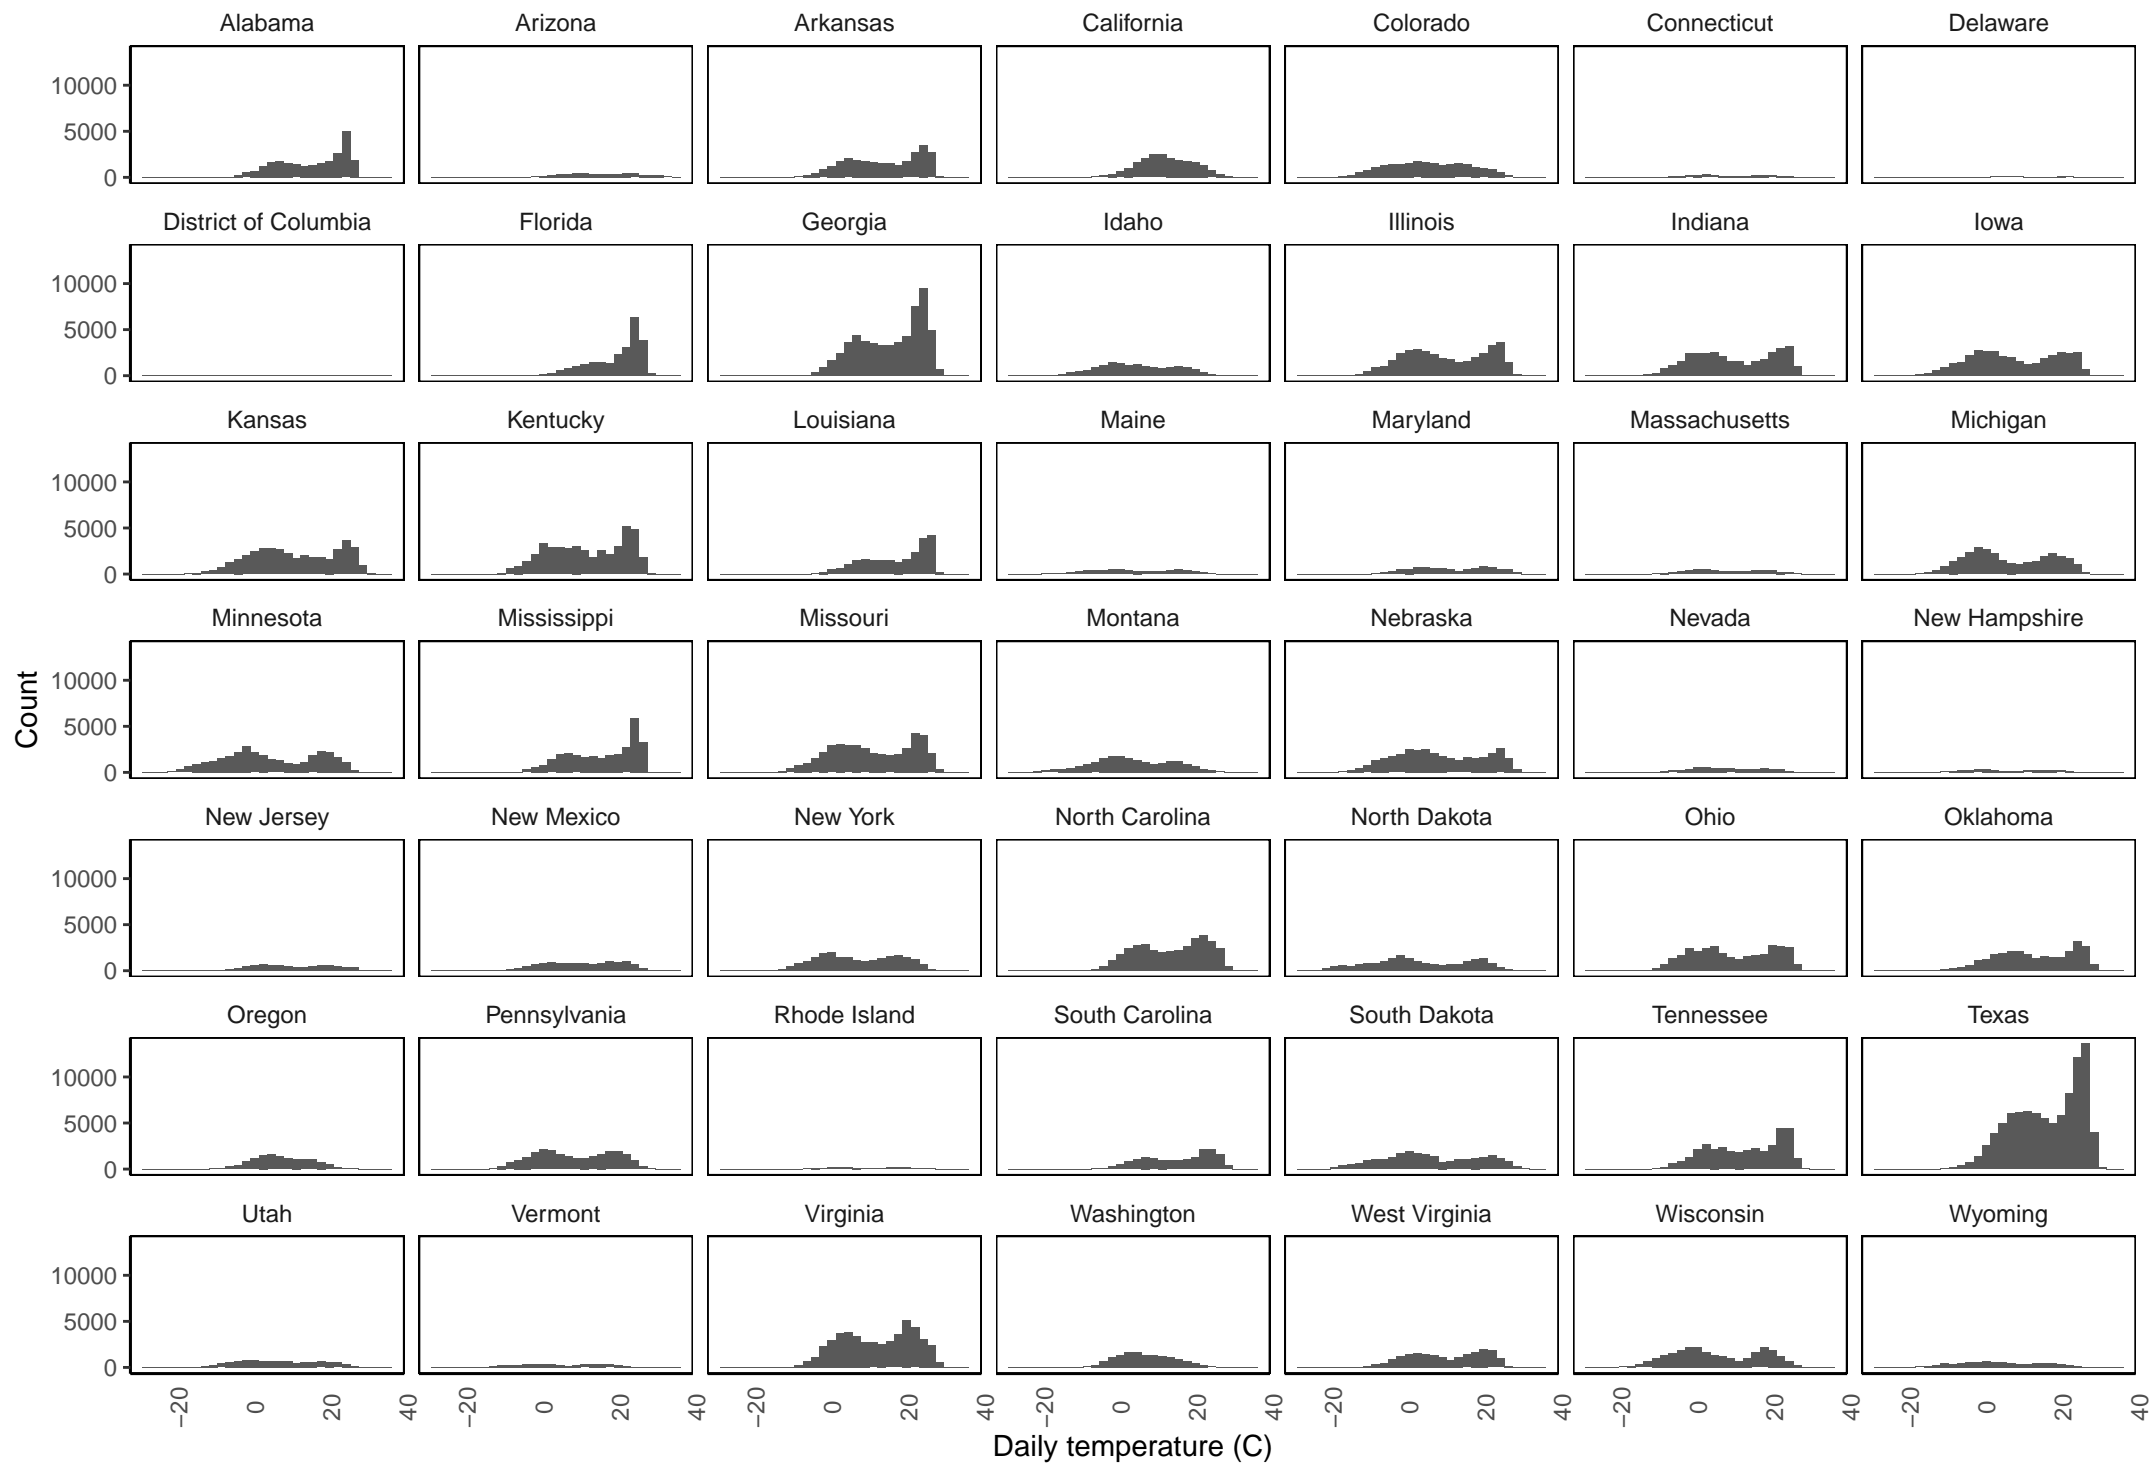 Alabama Arizona Arkansas California Colorado Connecticut Delaware
10000
5000
0
District of Columbia Florida Georgia Idaho Illinois Indiana Iowa
10000
5000
0
Kansas Kentucky Louisiana Maine Maryland Massachusetts Michigan
10000
5000
0
Minnesota Mississippi Missouri Montana Nebraska Nevada New Hampshire
Count
10000
5000
0
New Jersey New Mexico New York North Carolina North Dakota Ohio Oklahoma
10000
5000
0
Oregon Pennsylvania Rhode Island South Carolina South Dakota Tennessee Texas
10000
5000
0
Utah Vermont Virginia Washington West Virginia Wisconsin Wyoming
10000
5000
0
−20 0 20 40 −20 0 20 40 −20 0 20 40 −20 0 20 40 −20 0 20 40 −20 0 20 40 −20 0 20 40
Daily temperature (C)